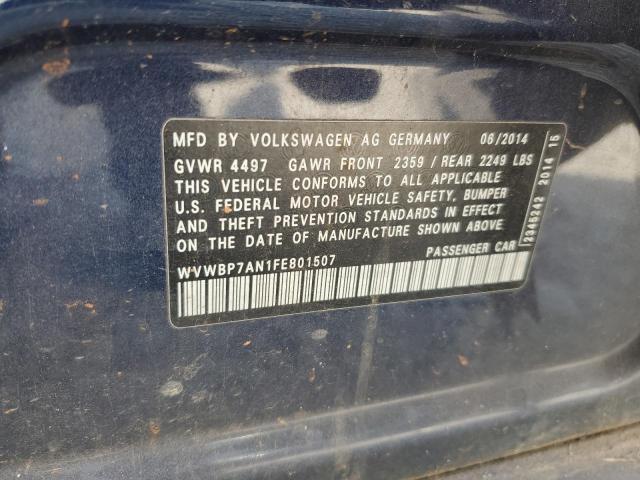 MFD BY VOLKSWAGEN AG GERMANY 06/2014
GVWR 4497 GAWR FRONT 2359 / REAR 2249 LBS
THIS VEHICLE CONFORMS TO ALL APPLICABLE
U.S. FEDERAL MOTOR VEHICLE SAFETY, BUMPER
AND THEFT PREVENTION STANDARDS IN EFFECT
ON THE DATE OF MANUFACTURE SHOWN ABOVE
WVWBP7AN1FE801507 PASSENGER CAR
2345242 2014 15